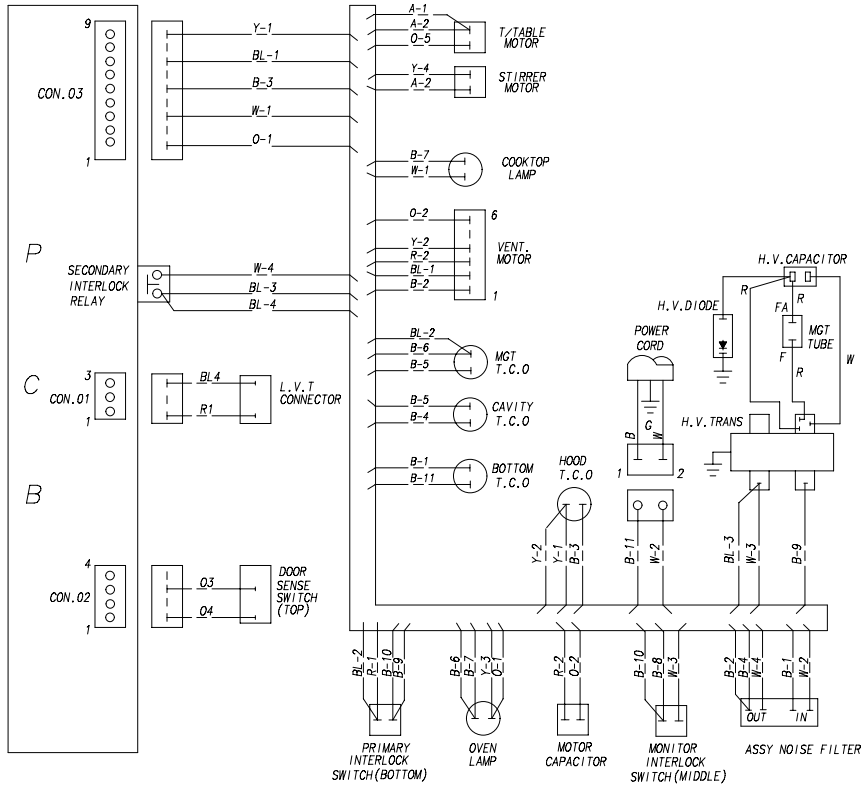 9
CON.03
1
Y-1
BL-1
B-3
W-1
O-1
A-1
A-2
O-5
T/TABLE
MOTOR
Y-4
A-2
STIRRER
MOTOR
B-7
W-1
COOKTOP
LAMP
O-2
Y-2
R-2
BL-1
B-2
6
VENT.
MOTOR
1
P
SECONDARY
INTERLOCK
RELAY
W-4
BL-3
BL-4
BL-2
B-6
B-5
MGT
T.C.O
B-5
B-4
CAVITY
T.C.O
B-1
B-11
BOTTOM
T.C.O
C
3
CON.01
1
BL4
R1
L.V.T
CONNECTOR
B
4
CON.02
1
O3
O4
DOOR
SENSE
SWITCH
(TOP)
HOOD
T.C.O
Y-2
Y-1
B-3
POWER
CORD
B
G
W
1
2
B-11
W-2
H.V.CAPACITOR
H.V.DIODE
R
R
FA
MGT
TUBE
F
R
W
H.V.TRANS
BL-3
W-3
B-9
BL-2
R-1
B-10
B-9
PRIMARY
INTERLOCK
SWITCH(BOTTOM)
B-6
B-7
Y-3
O-1
OVEN
LAMP
R-2
O-2
MOTOR
CAPACITOR
B-10
B-8
W-3
MONITOR
INTERLOCK
SWITCH(MIDDLE)
B-2
B-4
W-4
B-1
W-2
OUT
IN
ASSY NOISE FILTER